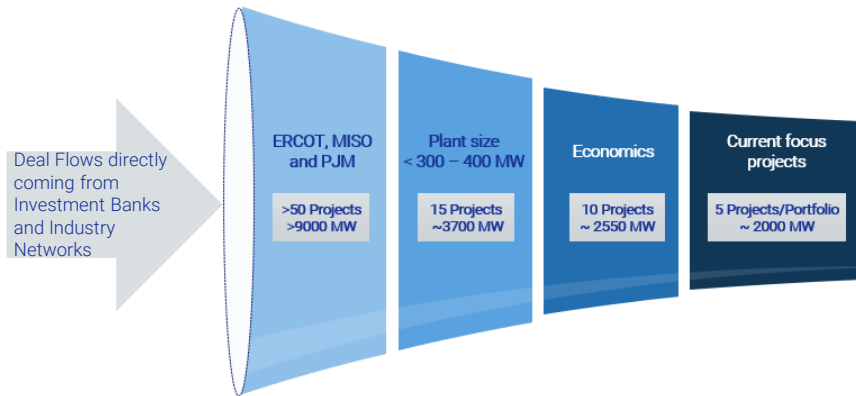 Deal Flows directly
coming from
Investment Banks
and Industry
Networks
ERCOT, MISO
and PJM
>50 Projects
>9000 MW
Plant size
< 300 – 400 MW
15 Projects
~3700 MW
Economics
10 Projects
~ 2550 MW
Current focus
projects
5 Projects/Portfolio
~ 2000 MW